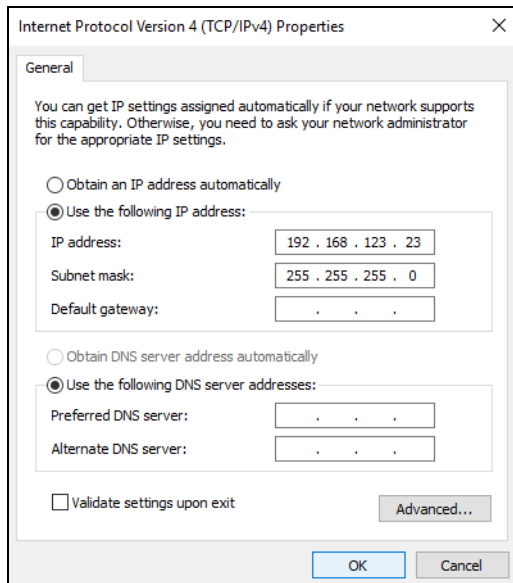 Internet Protocol Version 4 (TCP/IPv4) Properties
General
You can get IP settings assigned automatically if your network supports
this capability. Otherwise, you need to ask your network administrator
for the appropriate IP settings.
Obtain an IP address automatically
Use the following IP address:
IP address: 192 . 168 . 123 . 23
Subnet mask: 255 . 255 . 255 . 0
Default gateway: . . .
Obtain DNS server address automatically
Use the following DNS server addresses:
Preferred DNS server: . . .
Alternate DNS server: . . .
Validate settings upon exit
Advanced...
OK Cancel